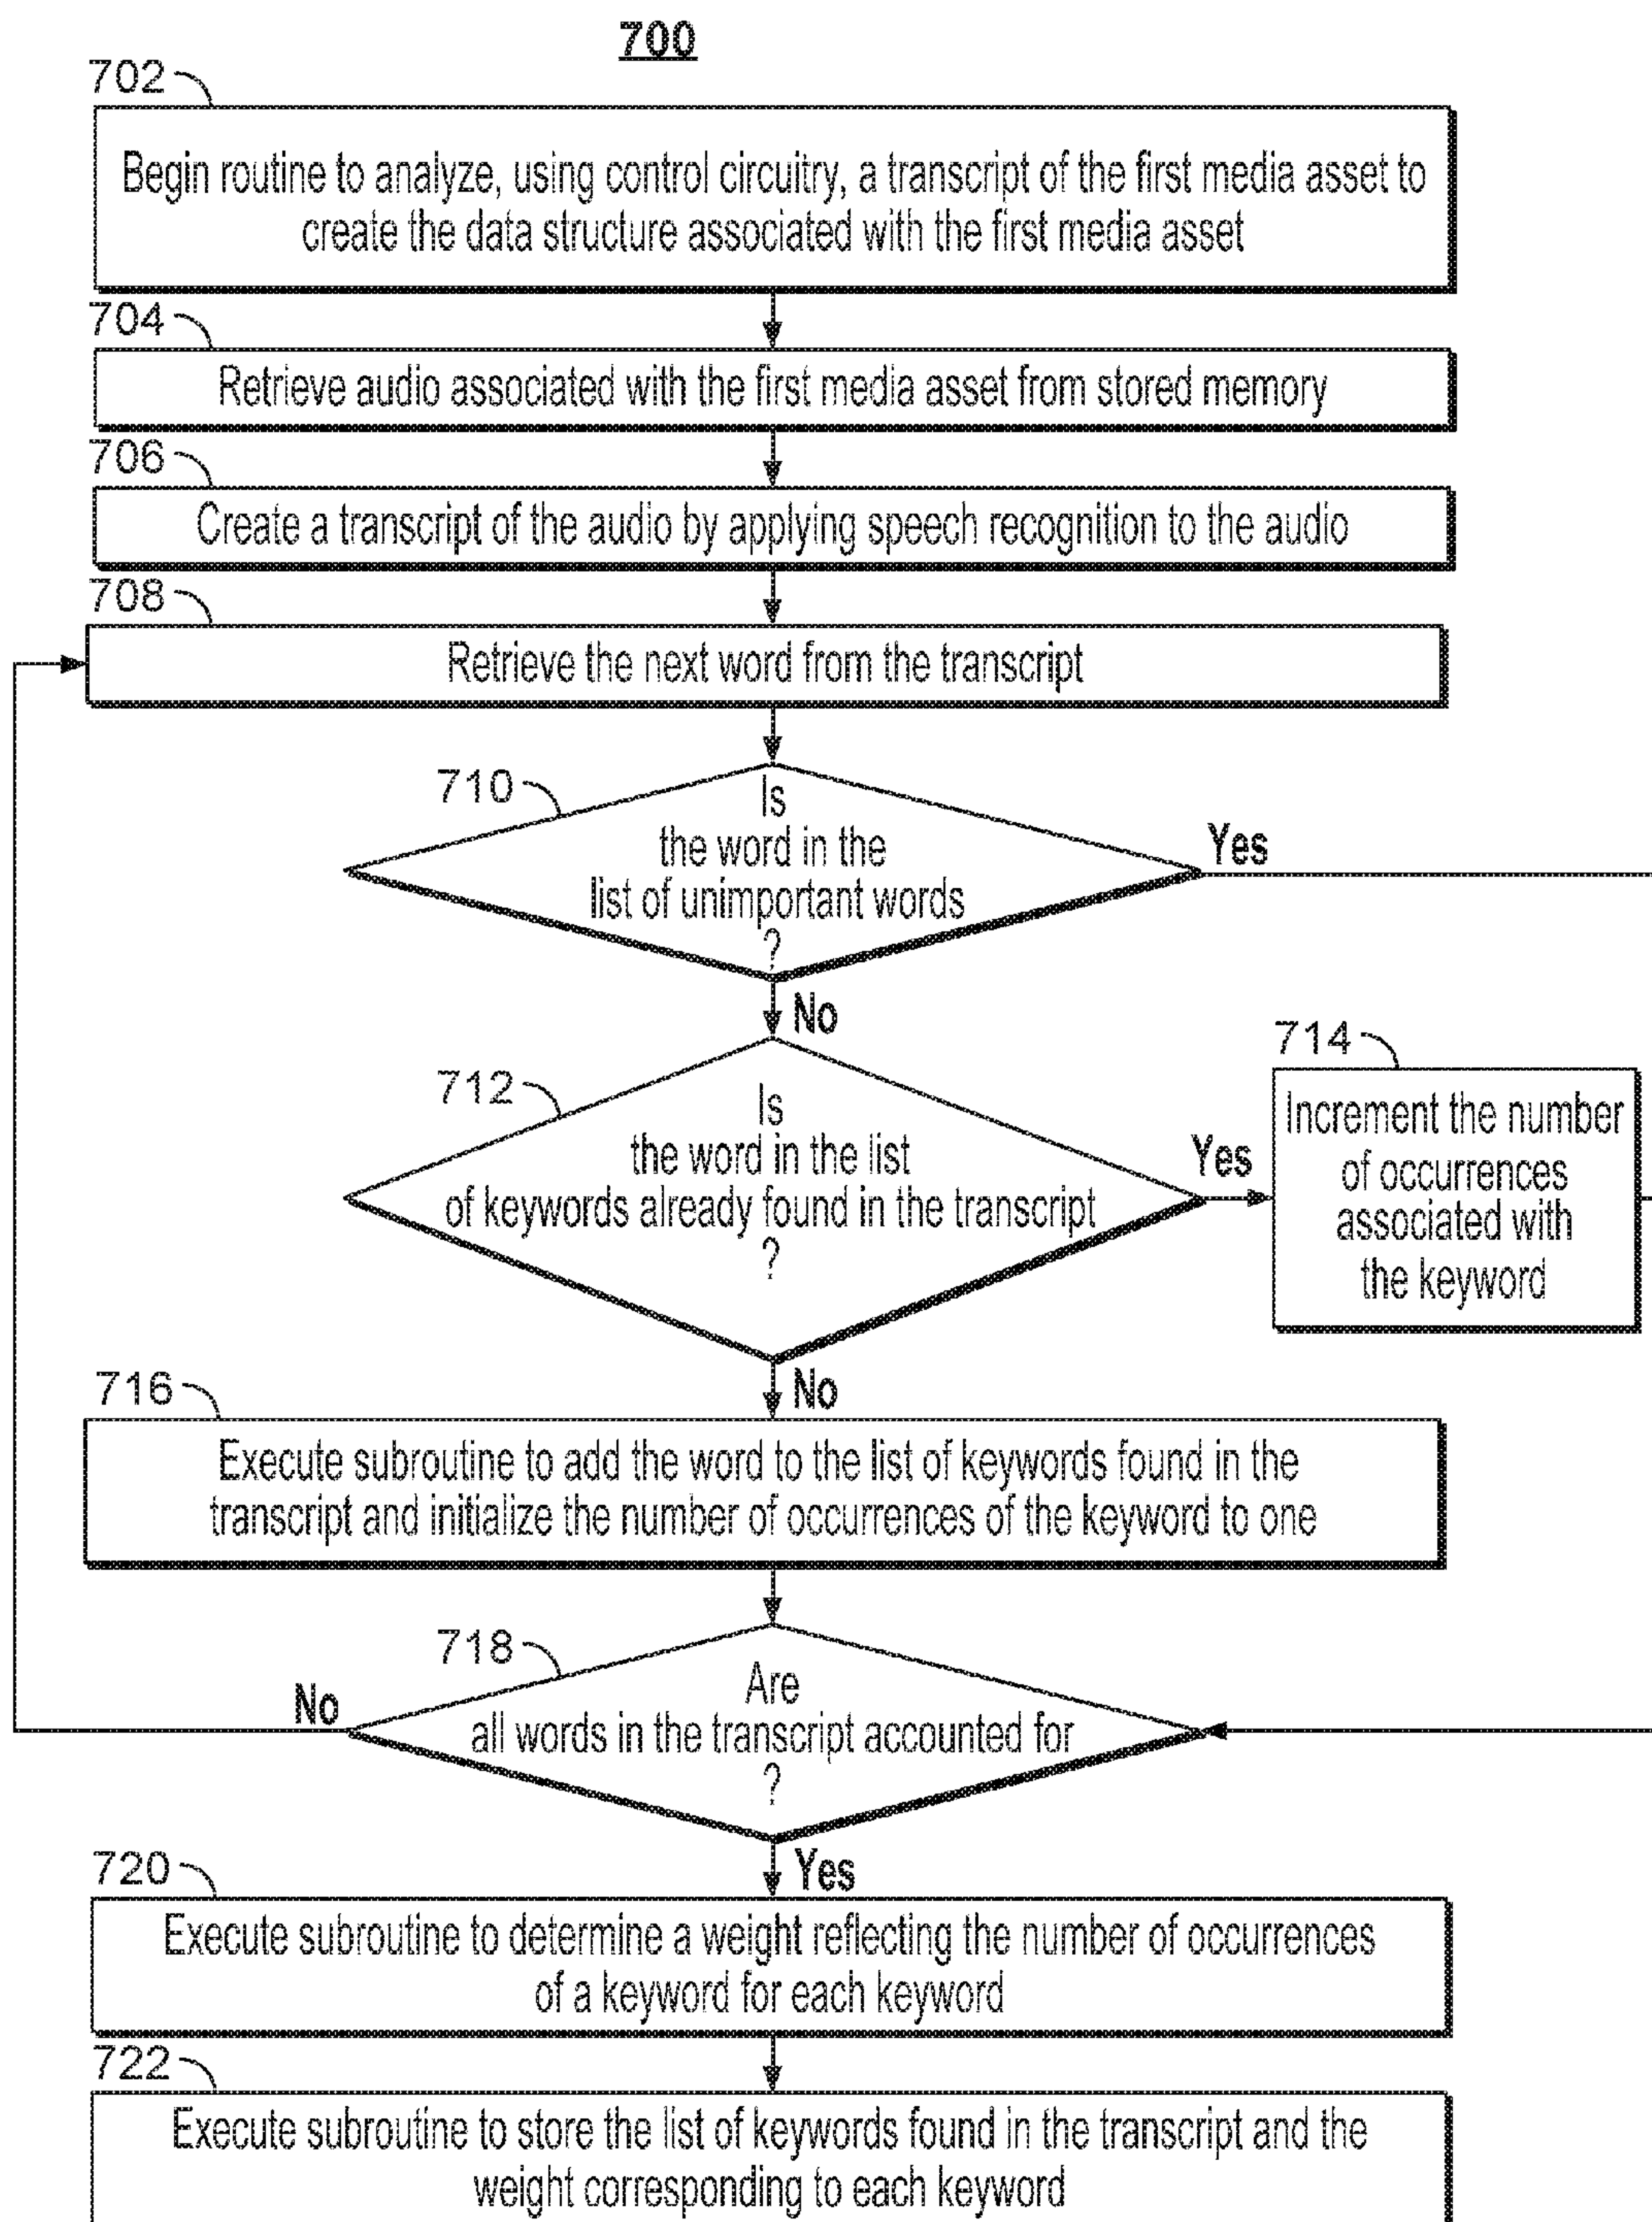 700
702
Begin routine to analyze, using control circuitry, a transcript of the first media asset to
create the data structure associated with the first media asset
704
Retrieve audio associated with the first media asset from stored memory
706
Create a transcript of the audio by applying speech recognition to the audio
708
Retrieve the next word from the transcript
710
Is
the word in the
list of unimportant words
?
Yes
No
712
Is
the word in the list
of keywords already found in the transcript
?
Yes
714
Increment the number
of occurrences
associated with
the keyword
No
716
Execute subroutine to add the word to the list of keywords found in the
transcript and initialize the number of occurrences of the keyword to one
718
Are
all words in the transcript accounted for
?
No
Yes
720
Execute subroutine to determine a weight reflecting the number of occurrences
of a keyword for each keyword
722
Execute subroutine to store the list of keywords found in the transcript and the
weight corresponding to each keyword